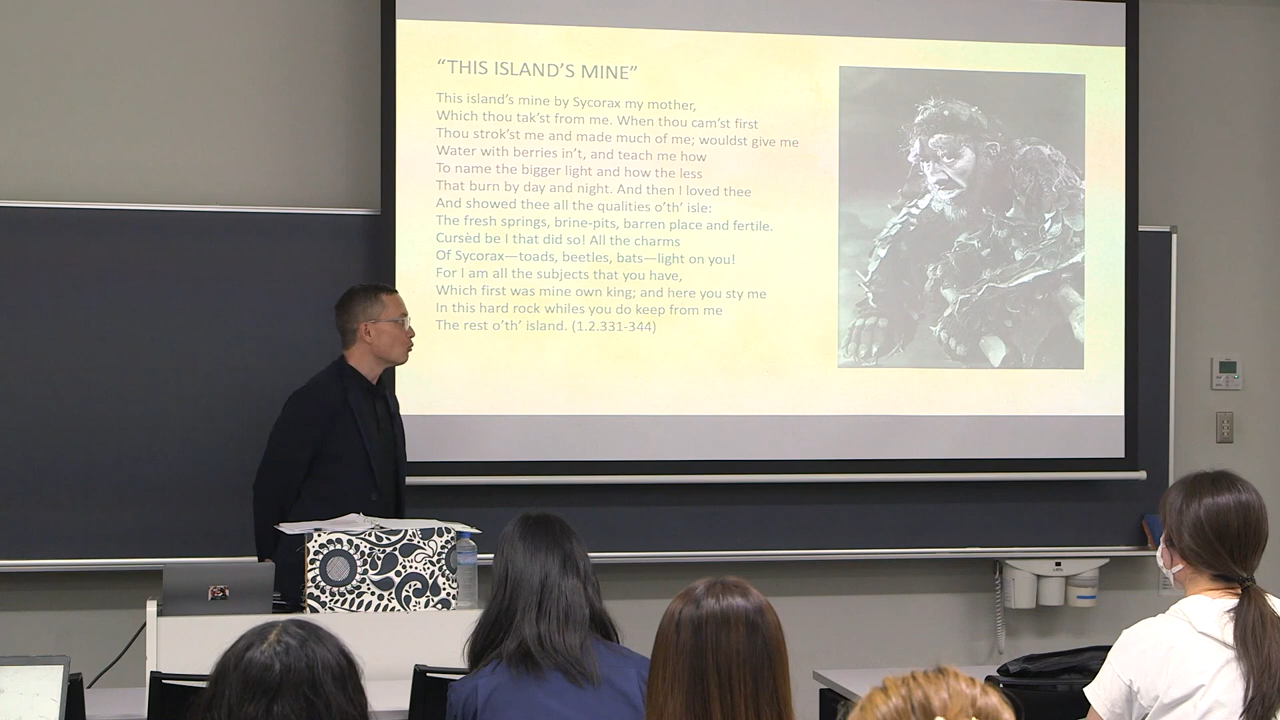 “THIS ISLAND’S MINE”
This island’s mine by Sycorax my mother,
Which thou tak’st from me. When thou cam’st first
Thou strok’st me and made much of me; wouldst give me
Water with berries in’t, and teach me how
To name the bigger light and how the less
That burn by day and night. And then I loved thee
And showed thee all the qualities o’th’ isle:
The fresh springs, brine-pits, barren place and fertile.
Cursèd be I that did so! All the charms
Of Sycorax—toads, beetles, bats—light on you!
For I am all the subjects that you have,
Which first was mine own king; and here you sty me
In this hard rock whiles you do keep from me
The rest o’th’ island. (1.2.331-344)